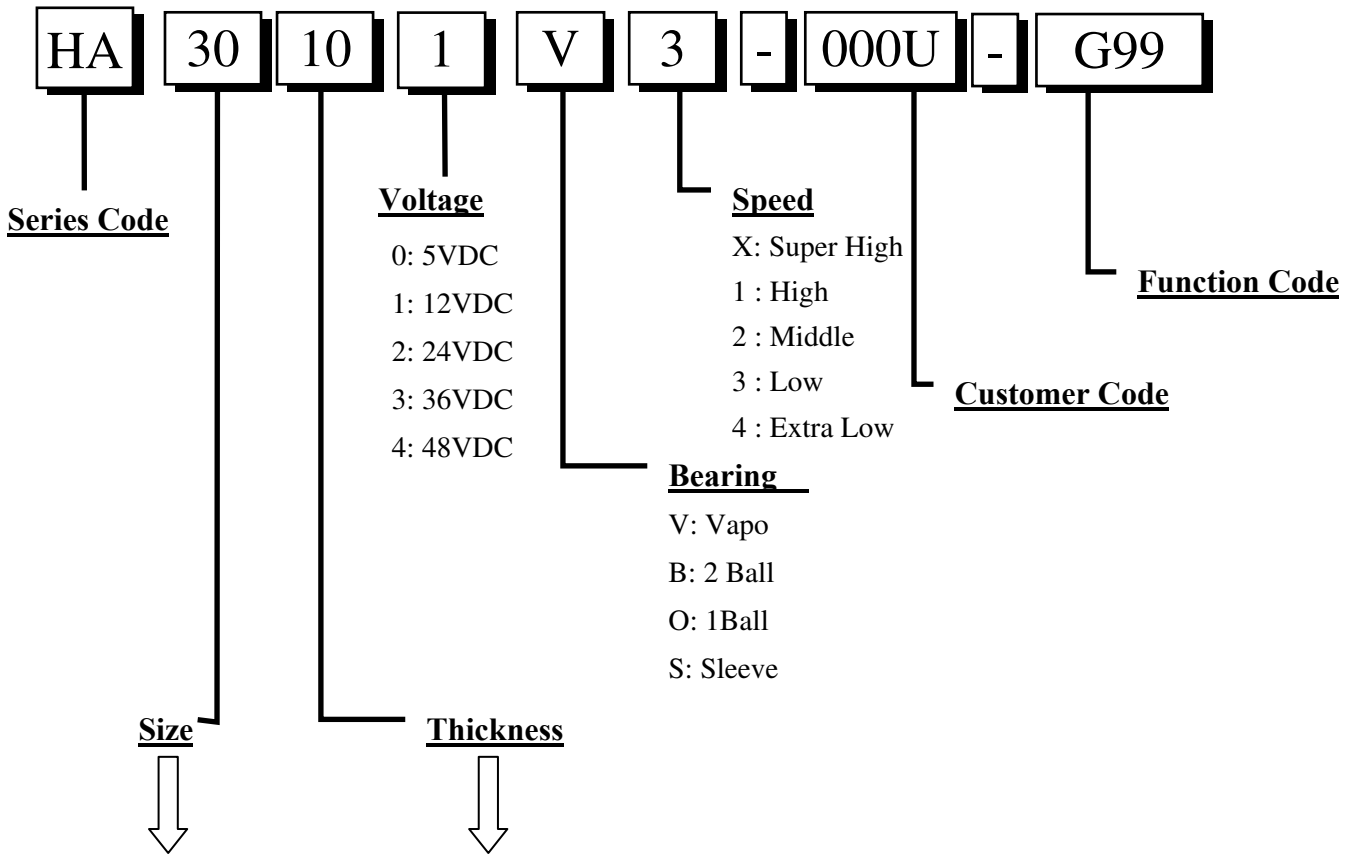 HA 30 10 1 V 3 - 000U - G99
Series Code
Voltage
0: 5VDC
1: 12VDC
2: 24VDC
3: 36VDC
4: 48VDC
Speed
X: Super High
1 : High
2 : Middle
3 : Low
4 : Extra Low
Function Code
Customer Code
Bearing
V: Vapo
B: 2 Ball
O: 1Ball
S: Sleeve
Size
Thickness